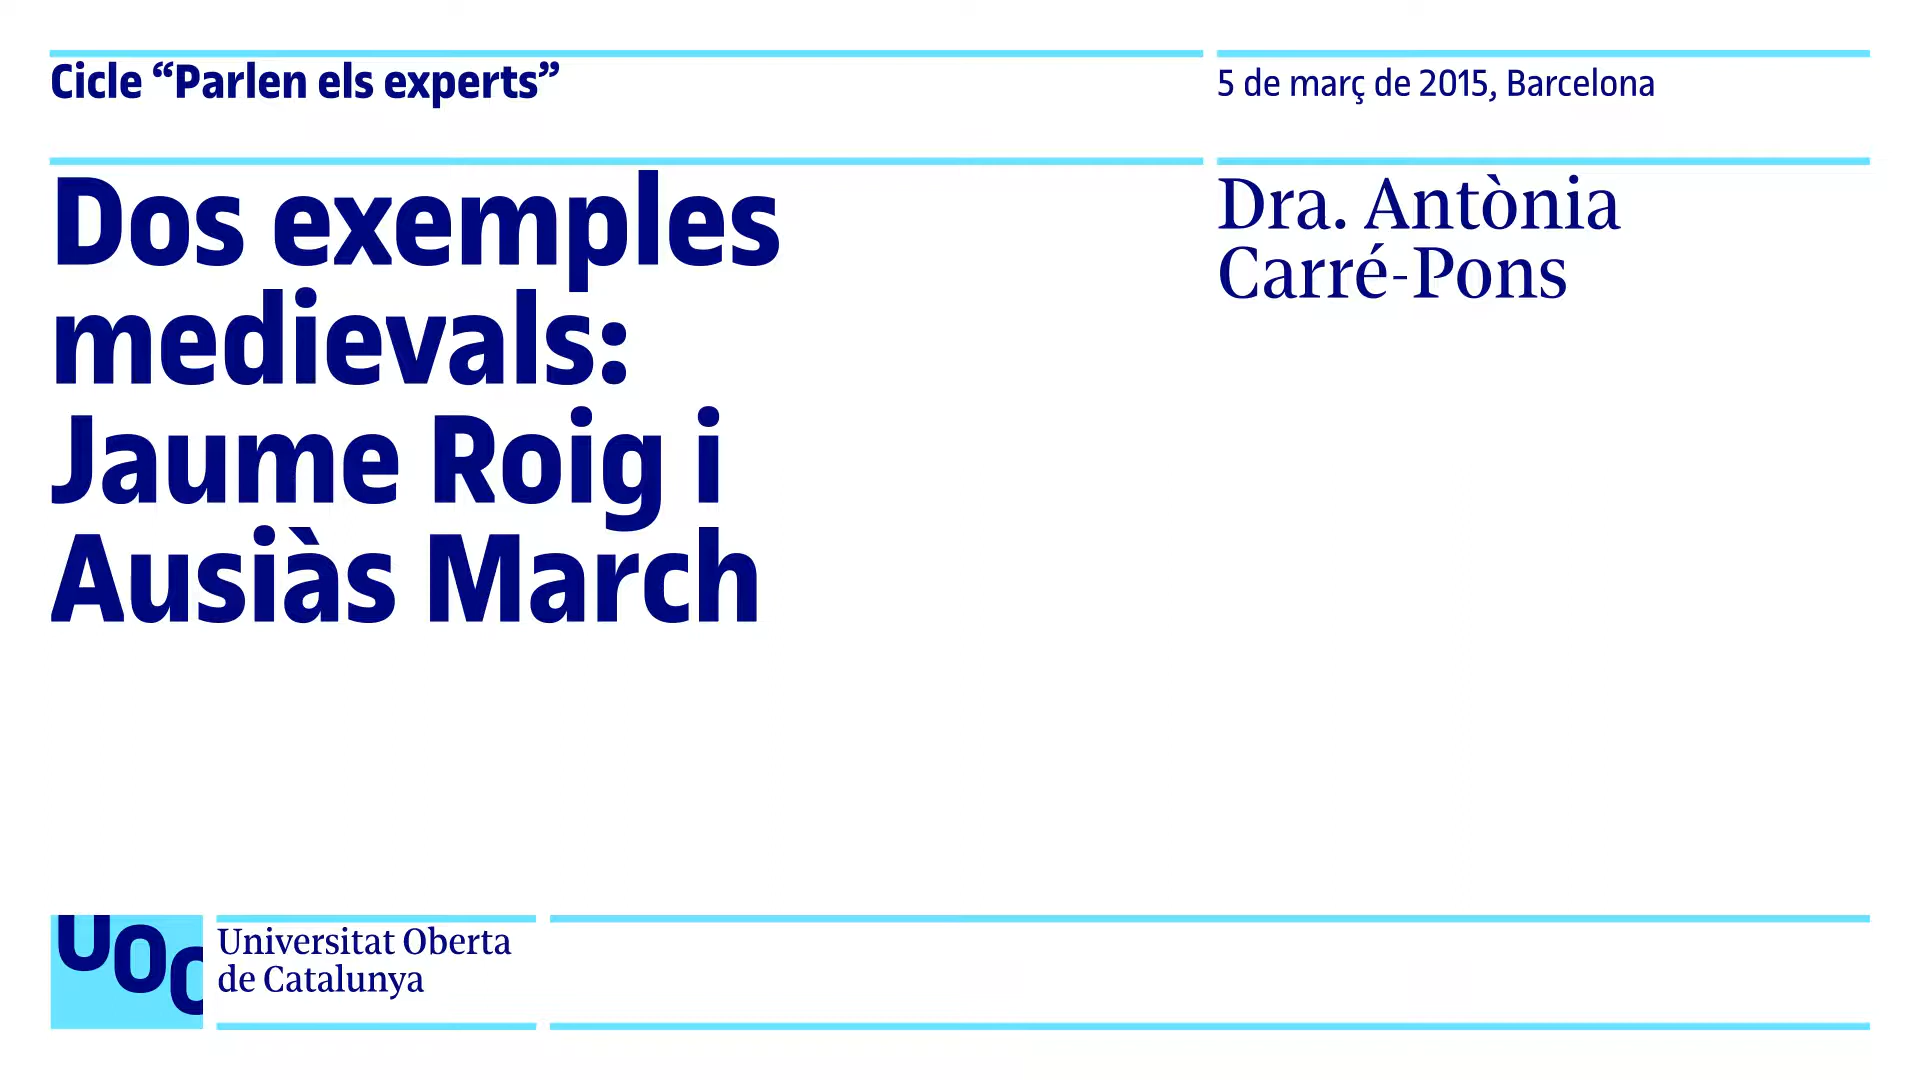 Cicle “Parlen els experts”
5 de març de 2015, Barcelona
Dos exemples
medievals:
Jaume Roig i
Ausiàs March
Dra. Antònia
Carré-Pons
UOC
Universitat Oberta
de Catalunya